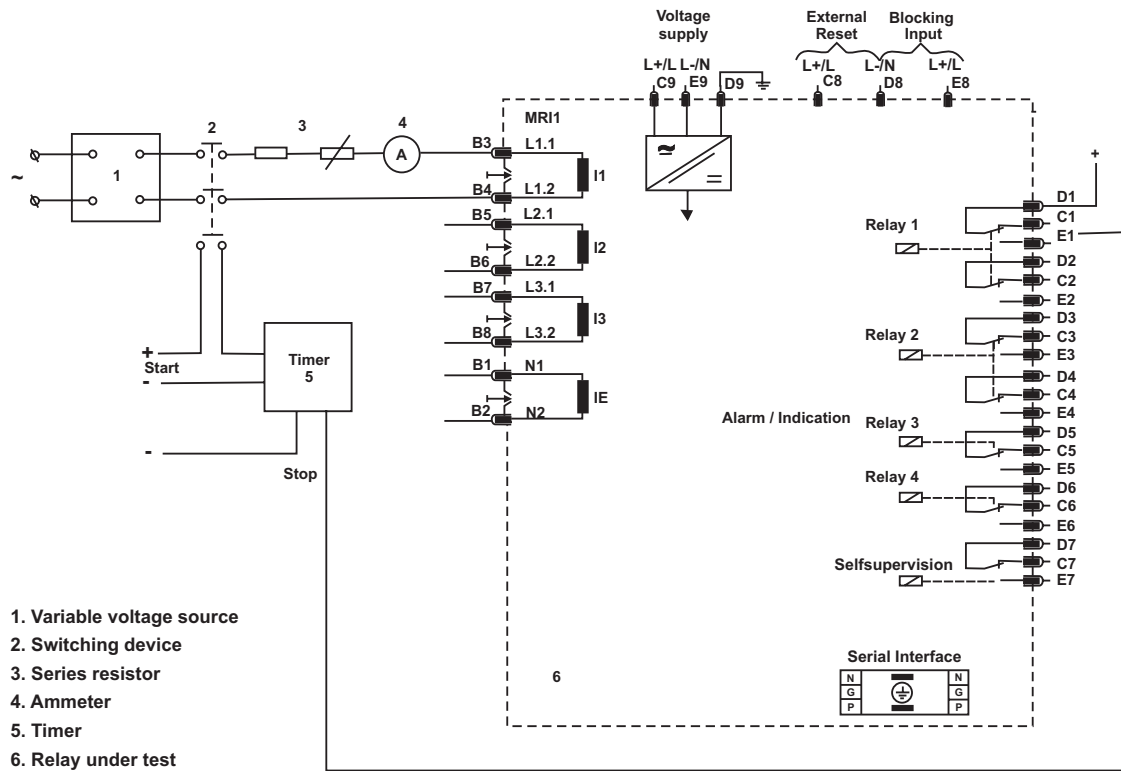 Voltage supply
External Reset
Blocking Input
L+/L L-/N
C9 E9 D9
L+/L L-/N L+/L
C8 D8 E8
MRI1
2 3 4
1
A
~
B3 L1.1
I1
B4 L1.2
B5 L2.1
I2
B6 L2.2
B7 L3.1
I3
B8 L3.2
B1 N1
IE
B2 N2
+
Start
-
-
Timer
5
Stop
+
D1
C1
E1
Relay 1
D2
C2
E2
D3
C3
Relay 2
E3
D4
C4
E4
Alarm / Indication
Relay 3
D5
C5
E5
Relay 4
D6
C6
E6
D7
C7
Selfsupervision
E7
6
Serial Interface
N N
G G
P P
1. Variable voltage source
2. Switching device
3. Series resistor
4. Ammeter
5. Timer
6. Relay under test